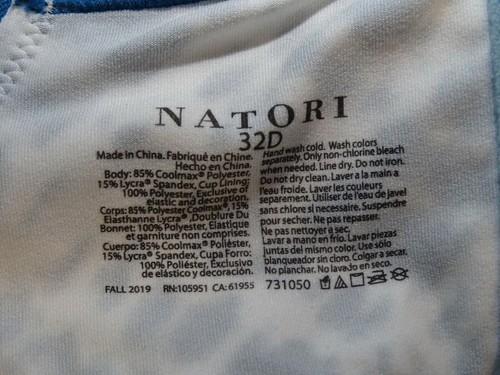 NATORI
32D
Made in China. Fabriqué en Chine.
Hecho en China.
Body: 85% Coolmax® Polyester,
15% Lycra® Spandex, Cup Lining:
100% Polyester, Exclusive of
elastic and decoration.
Corps: 85% Polyester Coolmax®, 15%
Elasthanne Lycra®, Doublure Du
Bonnet: 100% Polyester, Elastique
et garniture non comprises.
Cuerpo: 85% Coolmax® Poliéster,
15% Lycra® Spandex, Cupa Forro:
100% Poliéster, Exclusivo
de elástico y decoración.
Hand wash cold. Wash colors
separately. Only non-chlorine bleach
when needed. Line dry. Do not iron.
Do not dry clean. Laver a la main a
l'eau froide. Laver les couleurs
separement. Utiliser de l'eau de javel
sans chlore si necessaire. Suspendre
pour secher. Ne pas repasser.
Ne pas nettoyer a sec.
Lavar a mano en frío. Lavar piezas
juntas del mismo color. Use sólo
blanqueador sin cloro. Colgar a secar.
No planchar. No lavado en seco.
FALL 2019 RN:105951 CA:61955 731050